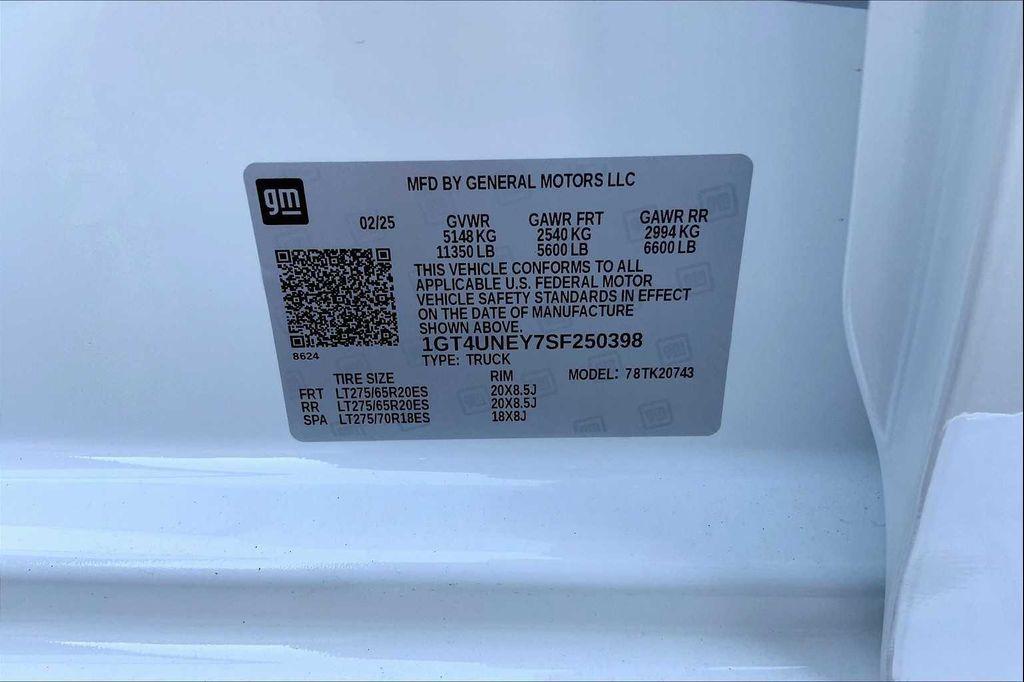 gm
MFD BY GENERAL MOTORS LLC
02/25 GVWR GAWR FRT GAWR RR
5148 KG 2540 KG 2994 KG
11350 LB 5600 LB 6600 LB
THIS VEHICLE CONFORMS TO ALL
APPLICABLE U.S. FEDERAL MOTOR
VEHICLE SAFETY STANDARDS IN EFFECT
ON THE DATE OF MANUFACTURE
SHOWN ABOVE.
8624
1GT4UNEY7SF250398
TYPE: TRUCK
TIRE SIZE RIM MODEL: 78TK20743
FRT LT275/65R20ES 20X8.5J
RR LT275/65R20ES 20X8.5J
SPA LT275/70R18ES 18X8J